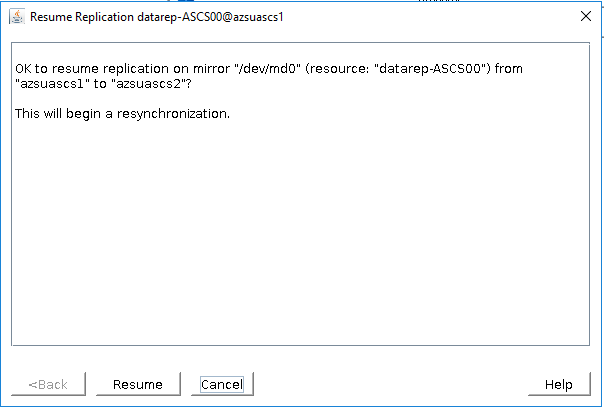 Resume Replication datarep-ASCS00@azsuascs1
OK to resume replication on mirror "/dev/md0" (resource: "datarep-ASCS00") from
"azsuascs1" to "azsuascs2"?
This will begin a resynchronization.
<Back
Resume
Cancel
Help